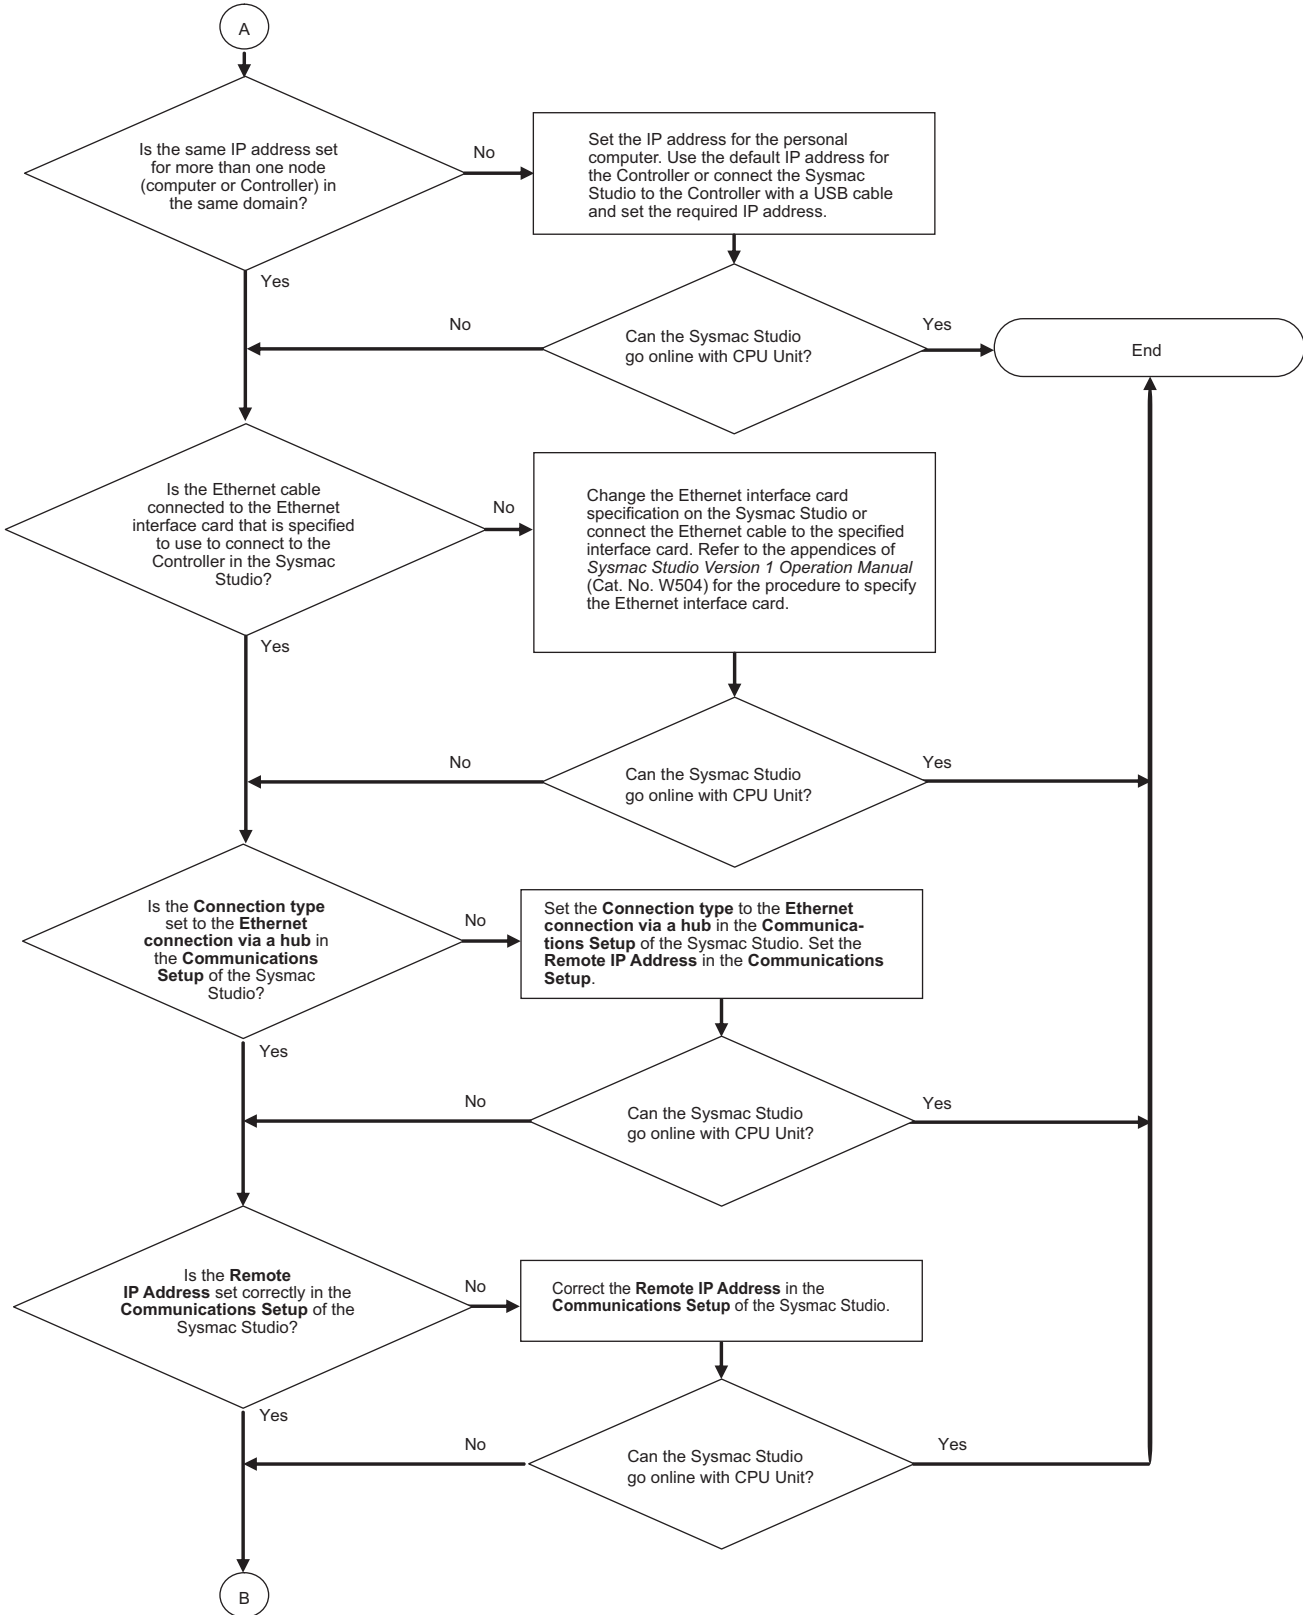 A
Is the same IP address set
for more than one node
(computer or Controller) in
the same domain?
No
Set the IP address for the personal
computer. Use the default IP address for
the Controller or connect the Sysmac
Studio to the Controller with a USB cable
and set the required IP address.
Yes
No
Can the Sysmac Studio
go online with CPU Unit?
Yes
End
Is the Ethernet cable
connected to the Ethernet
interface card that is specified
to use to connect to the
Controller in the Sysmac
Studio?
No
Change the Ethernet interface card
specification on the Sysmac Studio or
connect the Ethernet cable to the specified
interface card. Refer to the appendices of
Sysmac Studio Version 1 Operation Manual
(Cat. No. W504) for the procedure to specify
the Ethernet interface card.
Yes
No
Can the Sysmac Studio
go online with CPU Unit?
Yes
Is the Connection type
set to the Ethernet
connection via a hub in
the Communications
Setup of the Sysmac
Studio?
No
Set the Connection type to the Ethernet
connection via a hub in the Communica-
tions Setup of the Sysmac Studio. Set the
Remote IP Address in the Communications
Setup.
Yes
No
Can the Sysmac Studio
go online with CPU Unit?
Yes
Is the Remote
IP Address set correctly in the
Communications Setup of the
Sysmac Studio?
No
Correct the Remote IP Address in the
Communications Setup of the Sysmac Studio.
Yes
No
Can the Sysmac Studio
go online with CPU Unit?
Yes
B